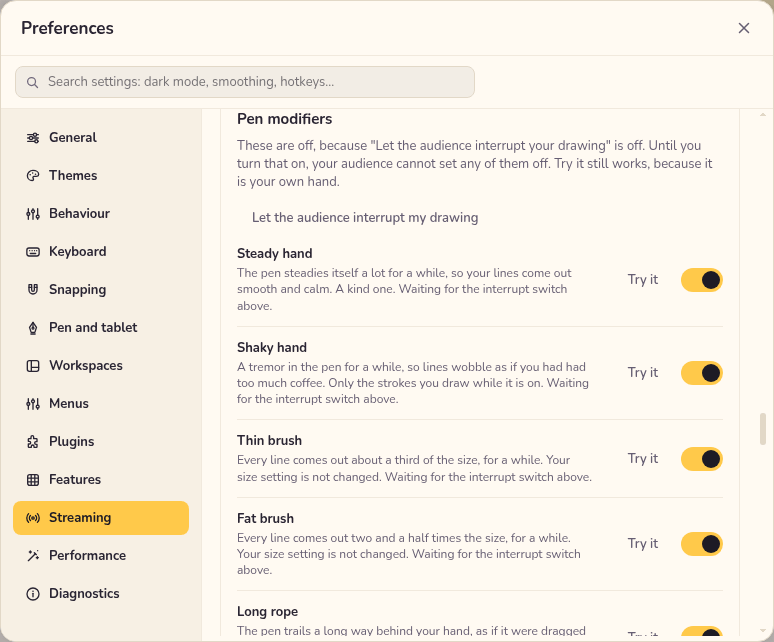 Preferences
Search settings: dark mode, smoothing, hotkeys...
General
Themes
Behaviour
Keyboard
Snapping
Pen and tablet
Workspaces
Menus
Plugins
Features
Streaming
Performance
Diagnostics
Pen modifiers
These are off, because "Let the audience interrupt your drawing" is off. Until you
turn that on, your audience cannot set any of them off. Try it still works, because it
is your own hand.
Let the audience interrupt my drawing
Steady hand
The pen steadies itself a lot for a while, so your lines come out
smooth and calm. A kind one. Waiting for the interrupt switch
above.
Try it
Shaky hand
A tremor in the pen for a while, so lines wobble as if you had had
too much coffee. Only the strokes you draw while it is on. Waiting
for the interrupt switch above.
Try it
Thin brush
Every line comes out about a third of the size, for a while. Your
size setting is not changed. Waiting for the interrupt switch above.
Try it
Fat brush
Every line comes out two and a half times the size, for a while.
Your size setting is not changed. Waiting for the interrupt switch
above.
Try it
Long rope
The pen trails a long way behind your hand, as if it were dragged
Try it